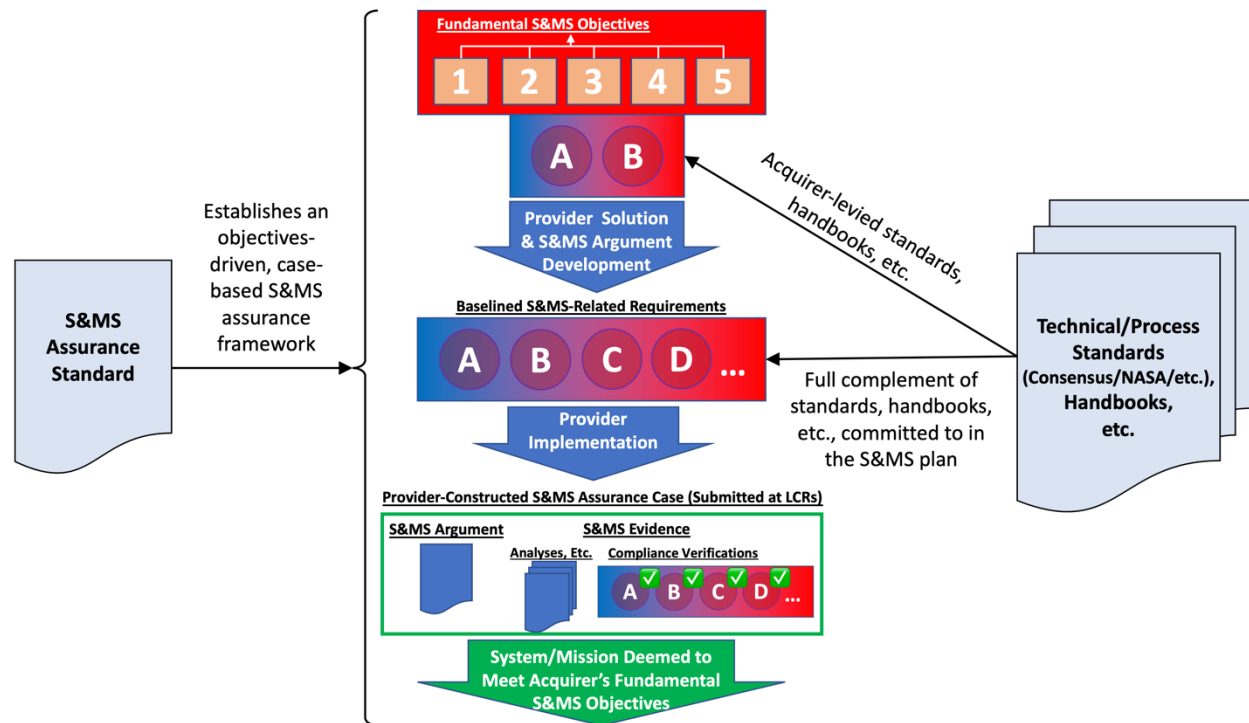 Fundamental S&MS Objectives
1 2 3 4 5
A B
Provider Solution
& S&MS Argument
Development
Acquirer-levied standards,
handbooks, etc.
Establishes an
objectives-
driven, case-
based S&MS
assurance
framework
S&MS
Assurance
Standard
Baselined S&MS-Related Requirements
A B C D ...
Technical/Process
Standards
(Consensus/NASA/etc.),
Handbooks,
etc.
Full complement of
standards, handbooks,
etc., committed to in
the S&MS plan
Provider
Implementation
Provider-Constructed S&MS Assurance Case (Submitted at LCRs)
S&MS Argument
S&MS Evidence
Analyses, Etc.
Compliance Verifications
A B C D ...
System/Mission Deemed to
Meet Acquirer's Fundamental
S&MS Objectives